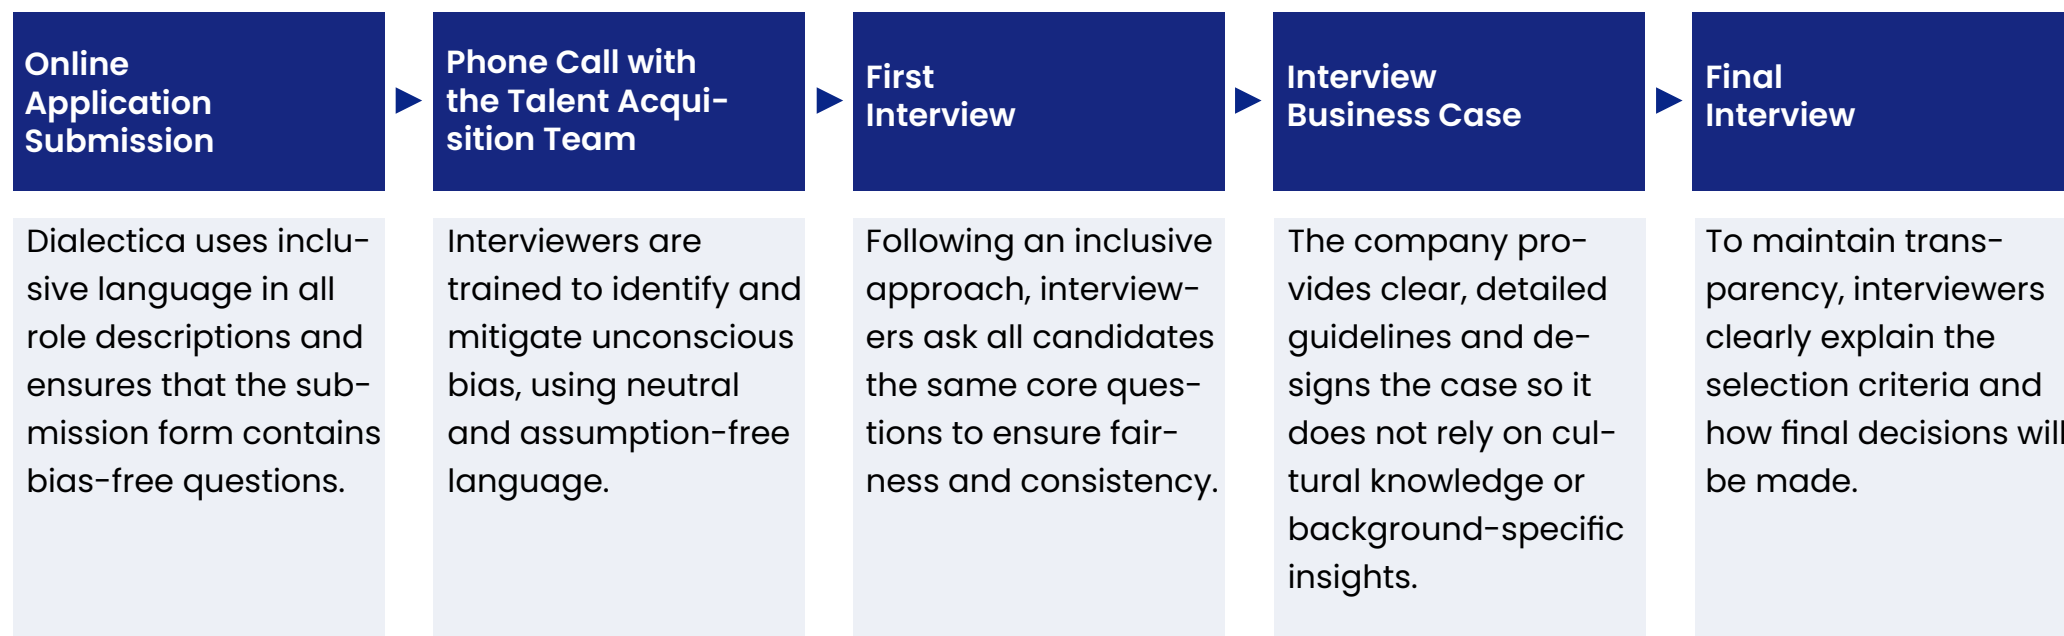 Online
Application
Submission
Phone Call with
the Talent Acqui-
sition Team
First
Interview
Interview
Business Case
Final
Interview
Dialectica uses inclu-
sive language in all
role descriptions and
ensures that the sub-
mission form contains
bias-free questions.
Interviewers are
trained to identify and
mitigate unconscious
bias, using neutral
and assumption-free
language.
Following an inclusive
approach, interview-
ers ask all candidates
the same core ques-
tions to ensure fair-
ness and consistency.
The company pro-
vides clear, detailed
guidelines and de-
signs the case so it
does not rely on cul-
tural knowledge or
background-specific
insights.
To maintain trans-
parency, interviewers
clearly explain the
selection criteria and
how final decisions will
be made.